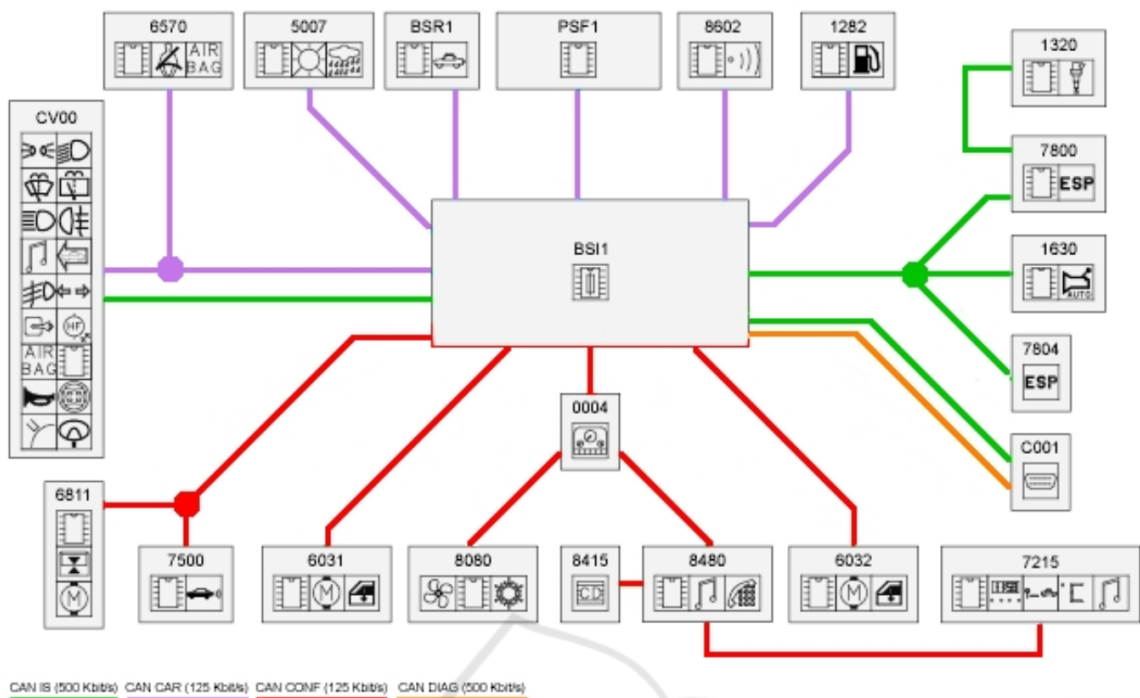 6570
AIR
BAG
5007
BSR1
PSF1
8602
1282
1320
CV00
7800
ESP
BSI1
1630
AUTO
HF
AIR
BAG
7804
ESP
0004
C001
6811
M
7500
6031
M
8080
8415
CD
8480
6032
M
7215
°C
CAN IS (500 Kbit/s) CAN CAR (125 Kbit/s) CAN CONF (125 Kbit/s) CAN DIAG (500 Kbit/s)